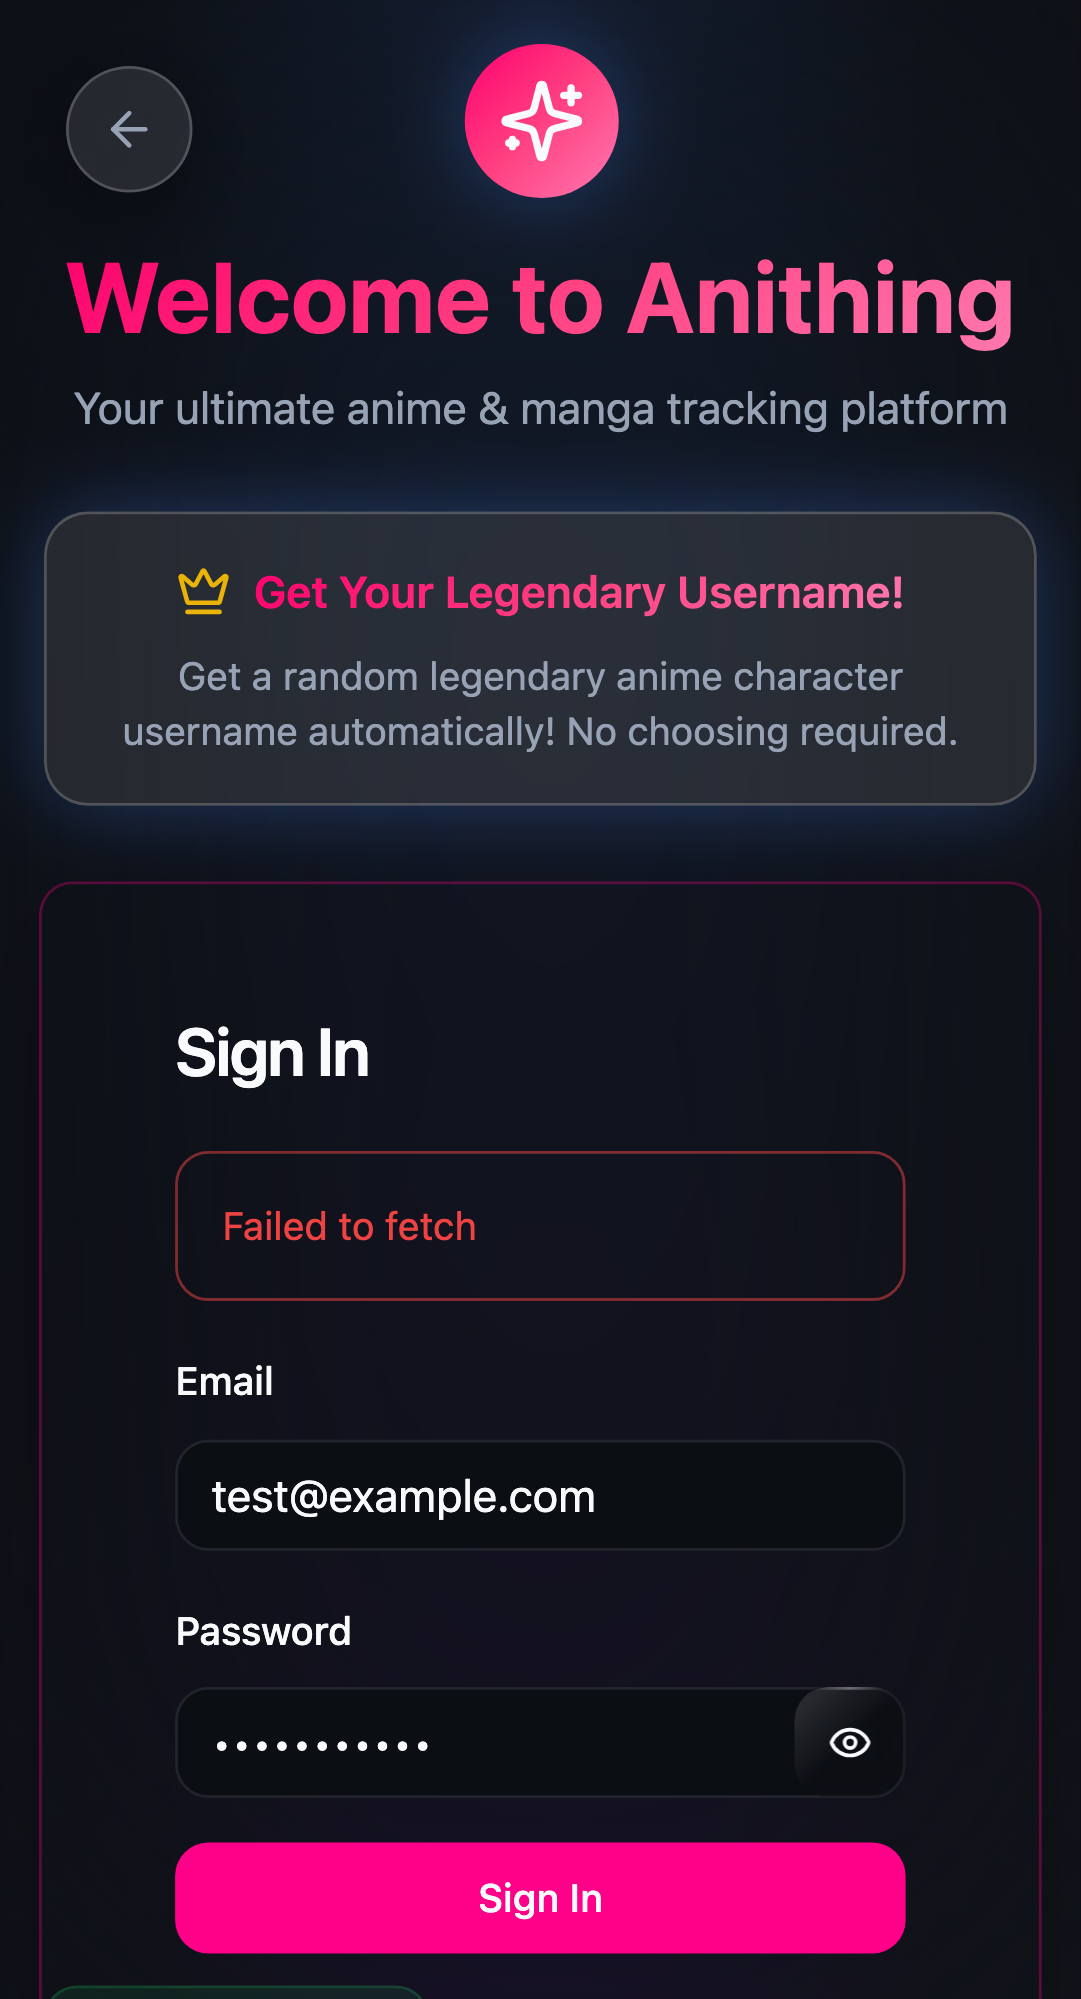 Welcome to Anithing
Your ultimate anime & manga tracking platform
Get Your Legendary Username!
Get a random legendary anime character
username automatically! No choosing required.
Sign In
Failed to fetch
Email
test@example.com
Password
Sign In